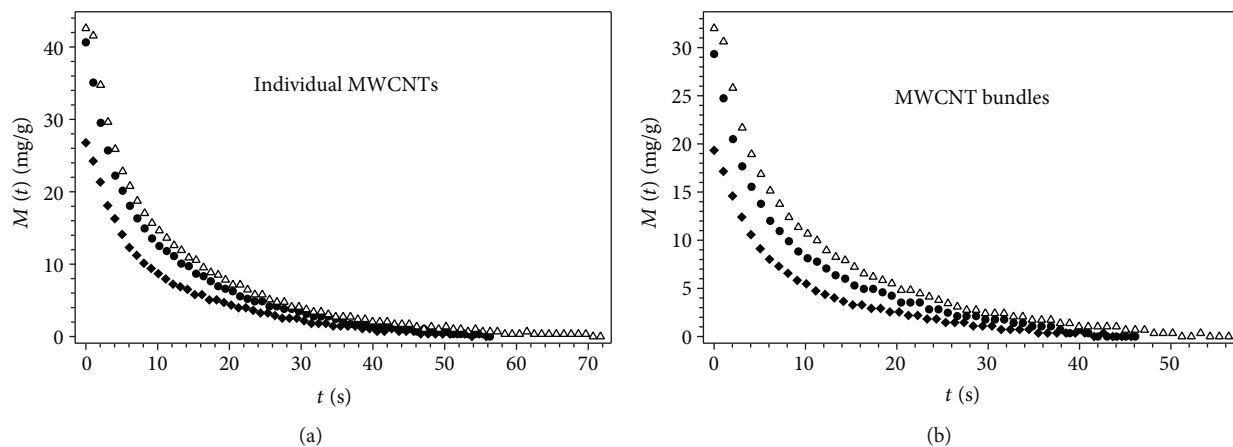 40
30
20
10
0
M (t) (mg/g)
Individual MWCNTs
0 10 20 30 40 50 60 70
t (s)
(a)
30
25
20
15
10
5
0
M (t) (mg/g)
MWCNT bundles
0 10 20 30 40 50
t (s)
(b)